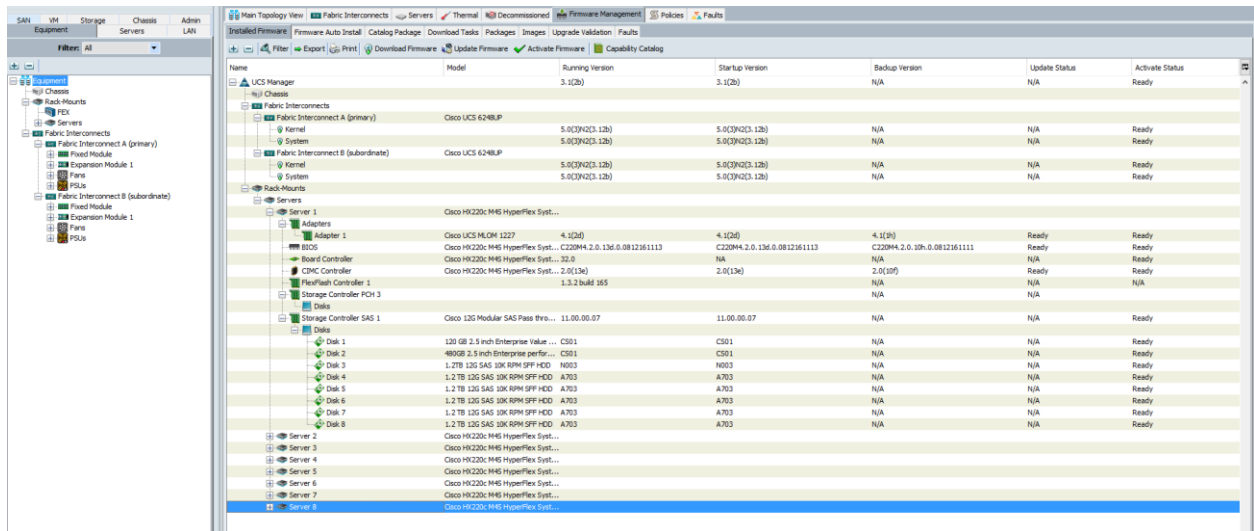 SAN VM Storage Chassis Admin
Equipment Servers LAN
Filter: All
Equipment
Chassis
Rack-Mounts
FEX
Servers
Fabric Interconnects
Fabric Interconnect A (primary)
Fixed Module
Expansion Module 1
Fans
PSUs
Fabric Interconnect B (subordinate)
Fixed Module
Expansion Module 1
Fans
PSUs
Main Topology View Fabric Interconnects Servers Thermal Decommissioned Firmware Management Policies Faults
Installed Firmware Firmware Auto Install Catalog Package Download Tasks Packages Images Upgrade Validation Faults
Filter Export Print Download Firmware Update Firmware Activate Firmware Capability Catalog
Name Model Running Version Startup Version Backup Version Update Status Activate Status
UCS Manager 3.1(2b) 3.1(2b) N/A N/A Ready
Chassis
Fabric Interconnects
Fabric Interconnect A (primary) Cisco UCS 6248UP
Kernel 5.0(3)N2(3.12b) 5.0(3)N2(3.12b) N/A N/A Ready
System 5.0(3)N2(3.12b) 5.0(3)N2(3.12b) N/A N/A Ready
Fabric Interconnect B (subordinate) Cisco UCS 6248UP
Kernel 5.0(3)N2(3.12b) 5.0(3)N2(3.12b) N/A N/A Ready
System 5.0(3)N2(3.12b) 5.0(3)N2(3.12b) N/A N/A Ready
Rack-Mounts
Servers
Server 1 Cisco HX220c M4S HyperFlex Syst...
Adapters
Adapter 1 Cisco UCS MLOM 1227 4.1(2d) 4.1(2d) 4.1(1h) Ready Ready
BIOS Cisco HX220c M4S HyperFlex Syst... C220M4.2.0.13d.0.0812161113 C220M4.2.0.13d.0.0812161113 C220M4.2.0.10h.0.0812161111 Ready Ready
Board Controller Cisco HX220c M4S HyperFlex Syst... 32.0 NA N/A N/A Ready
CIMC Controller Cisco HX220c M4S HyperFlex Syst... 2.0(13e) 2.0(13e) 2.0(10f) Ready Ready
FlexFlash Controller 1 1.3.2 build 165 N/A N/A N/A
Storage Controller PCH 3 N/A N/A
Disks
Storage Controller SAS 1 Cisco 12G Modular SAS Pass thro... 11.00.00.07 11.00.00.07 N/A N/A Ready
Disks
Disk 1 120 GB 2.5 inch Enterprise Value ... CS01 CS01 N/A N/A Ready
Disk 2 480GB 2.5 inch Enterprise perfor... CS01 CS01 N/A N/A Ready
Disk 3 1.2TB 12G SAS 10K RPM SFF HDD N003 N003 N/A N/A Ready
Disk 4 1.2 TB 12G SAS 10K RPM SFF HDD A703 A703 N/A N/A Ready
Disk 5 1.2 TB 12G SAS 10K RPM SFF HDD A703 A703 N/A N/A Ready
Disk 6 1.2 TB 12G SAS 10K RPM SFF HDD A703 A703 N/A N/A Ready
Disk 7 1.2 TB 12G SAS 10K RPM SFF HDD A703 A703 N/A N/A Ready
Disk 8 1.2 TB 12G SAS 10K RPM SFF HDD A703 A703 N/A N/A Ready
Server 2 Cisco HX220c M4S HyperFlex Syst...
Server 3 Cisco HX220c M4S HyperFlex Syst...
Server 4 Cisco HX220c M4S HyperFlex Syst...
Server 5 Cisco HX220c M4S HyperFlex Syst...
Server 6 Cisco HX220c M4S HyperFlex Syst...
Server 7 Cisco HX220c M4S HyperFlex Syst...
Server 8 Cisco HX220c M4S HyperFlex Syst...